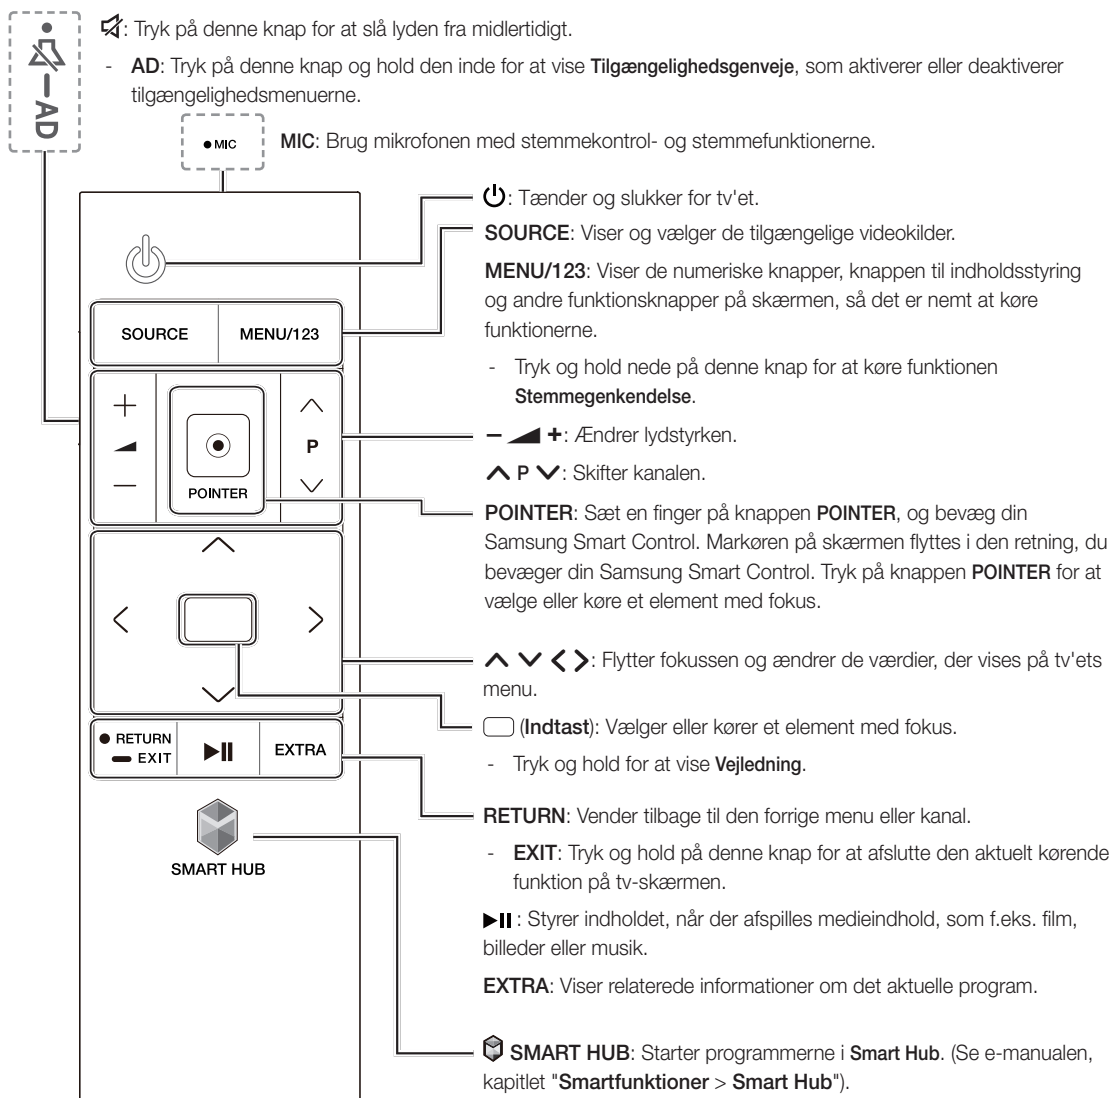 : Tryk på denne knap for at slå lyden fra midlertidigt.
- AD: Tryk på denne knap og hold den inde for at vise Tilgængelighedsgenveje, som aktiverer eller deaktiverer
tilgængelighedsmenuerne.
AD
MIC
MIC: Brug mikrofonen med stemmekontrol- og stemmefunktionerne.
: Tænder og slukker for tv'et.
SOURCE: Viser og vælger de tilgængelige videokilder.
MENU/123: Viser de numeriske knapper, knappen til indholdsstyring
og andre funktionsknapper på skærmen, så det er nemt at køre
funktionerne.
- Tryk og hold nede på denne knap for at køre funktionen
Stemmegenkendelse.
– +: Ændrer lydstyrken.
P : Skifter kanalen.
POINTER: Sæt en finger på knappen POINTER, og bevæg din
Samsung Smart Control. Markøren på skærmen flyttes i den retning, du
bevæger din Samsung Smart Control. Tryk på knappen POINTER for at
vælge eller køre et element med fokus.
: Flytter fokussen og ændrer de værdier, der vises på tv'ets
menu.
(Indtast): Vælger eller kører et element med fokus.
- Tryk og hold for at vise Vejledning.
RETURN: Vender tilbage til den forrige menu eller kanal.
- EXIT: Tryk og hold på denne knap for at afslutte den aktuelt kørende
funktion på tv-skærmen.
: Styrer indholdet, når der afspilles medieindhold, som f.eks. film,
billeder eller musik.
EXTRA: Viser relaterede informationer om det aktuelle program.
SMART HUB: Starter programmerne i Smart Hub. (Se e-manualen,
kapitlet "Smartfunktioner > Smart Hub").
SOURCE
MENU/123
P
POINTER
RETURN
EXIT
EXTRA
SMART HUB